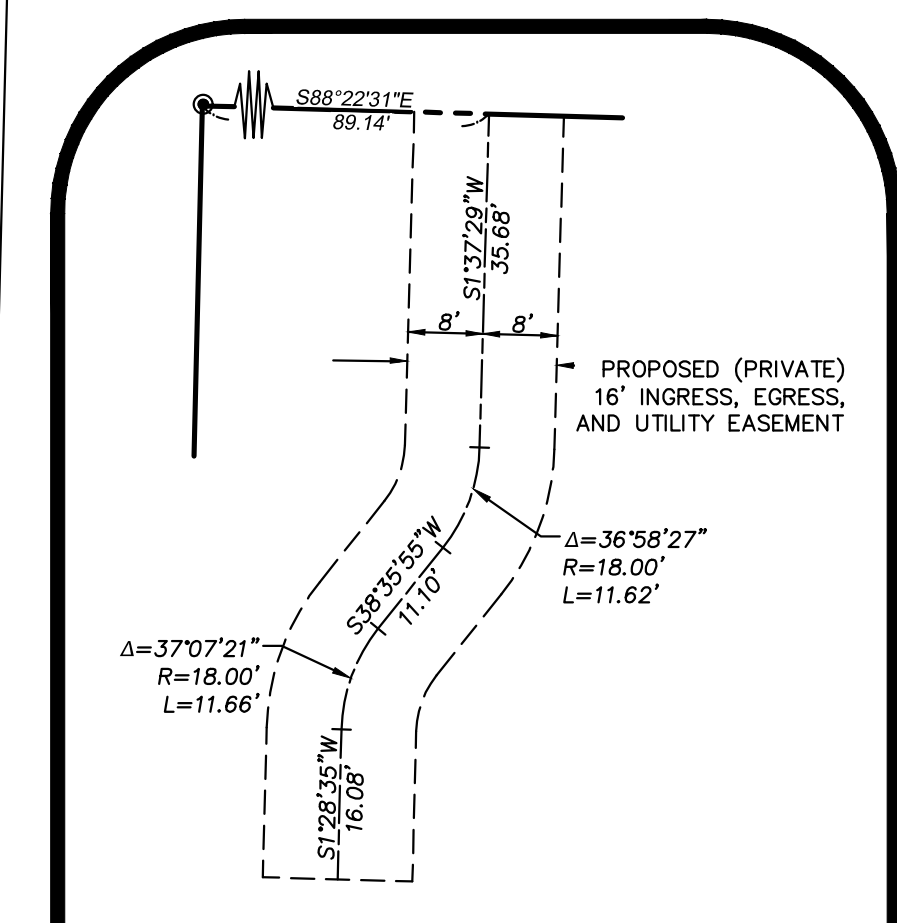 S88°22'31"E
89.14'
S1°37'29"W
35.68'
8'
8'
PROPOSED (PRIVATE)
16' INGRESS, EGRESS,
AND UTILITY EASEMENT
Δ=36°58'27"
R=18.00'
L=11.62'
S38°35'55"W
11.10'
Δ=37°07'21"
R=18.00'
L=11.66'
S1°28'35"W
16.08'